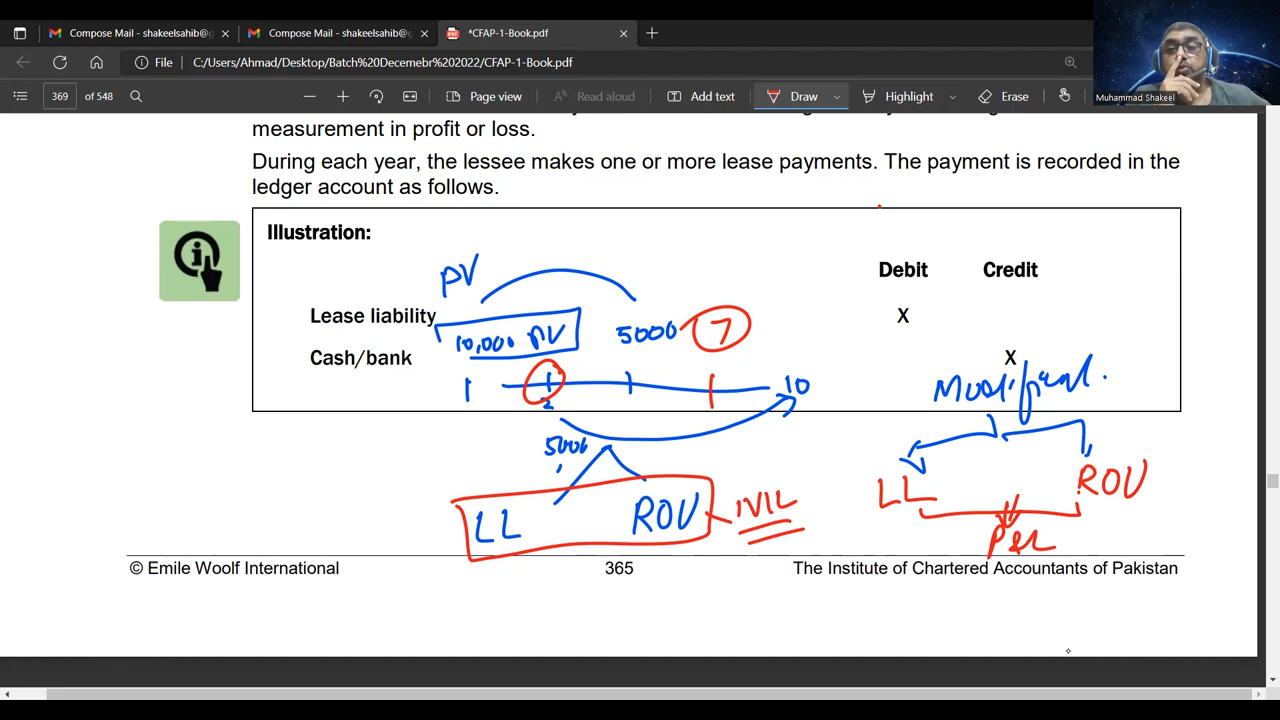 Compose Mail - shakeelsahib@g
Compose Mail - shakeelsahib@g
*CFAP-1-Book.pdf
File
C:/Users/Ahmad/Desktop/Batch%20Decemebr%202022/CFAP-1-Book.pdf
369 of 548
Page view
Read aloud
Add text
Draw
Highlight
Erase
Muhammad Shakeel
measurement in profit or loss.
During each year, the lessee makes one or more lease payments. The payment is recorded in the
ledger account as follows.
Illustration:
PV
Debit Credit
Lease liability X
10,000 PV 5000 7
Cash/bank X
1 2 10
5000
LL ROV NIL
LL ROV
P&L
© Emile Woolf International 365 The Institute of Chartered Accountants of Pakistan